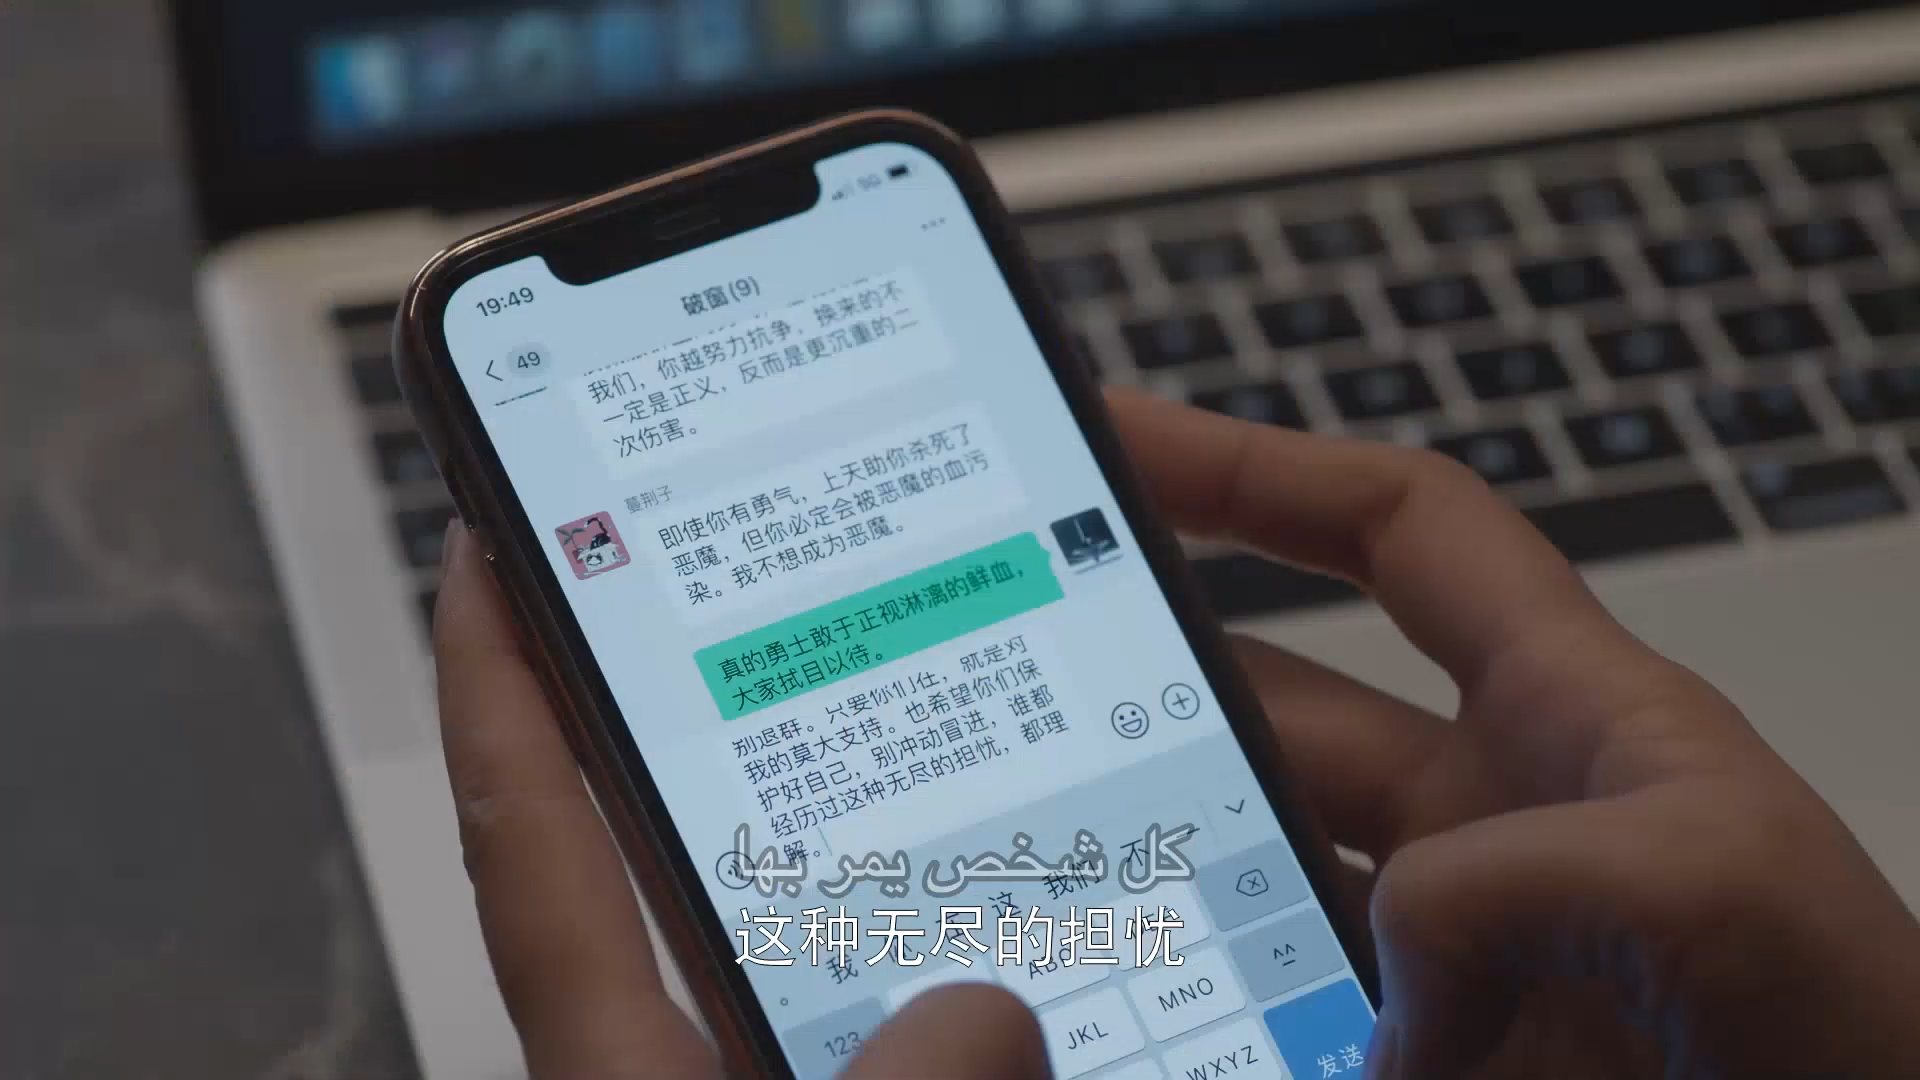 5G
19:49
破窗(9)
49
换来的不
我们，你越努力抗争，
一定是正义，反而是更沉重的二
次伤害。
蔓荆子
即使你有勇气，上天助你杀死了
恶魔，但你必定会被恶魔的血污
染。我不想成为恶魔。
真的勇士敢于正视淋漓的鲜血，
大家拭目以待。
别退群。只要你们在，就是对
我的莫大支持。也希望你们保
护好自己，别冲动冒进，谁都
经历过这种无尽的担忧，都理
解。
كل شخص يمر بها
这种无尽的担忧
。 我 这 我们 不 一
ABC
123
JKL
MNO
WXYZ
^^
发送